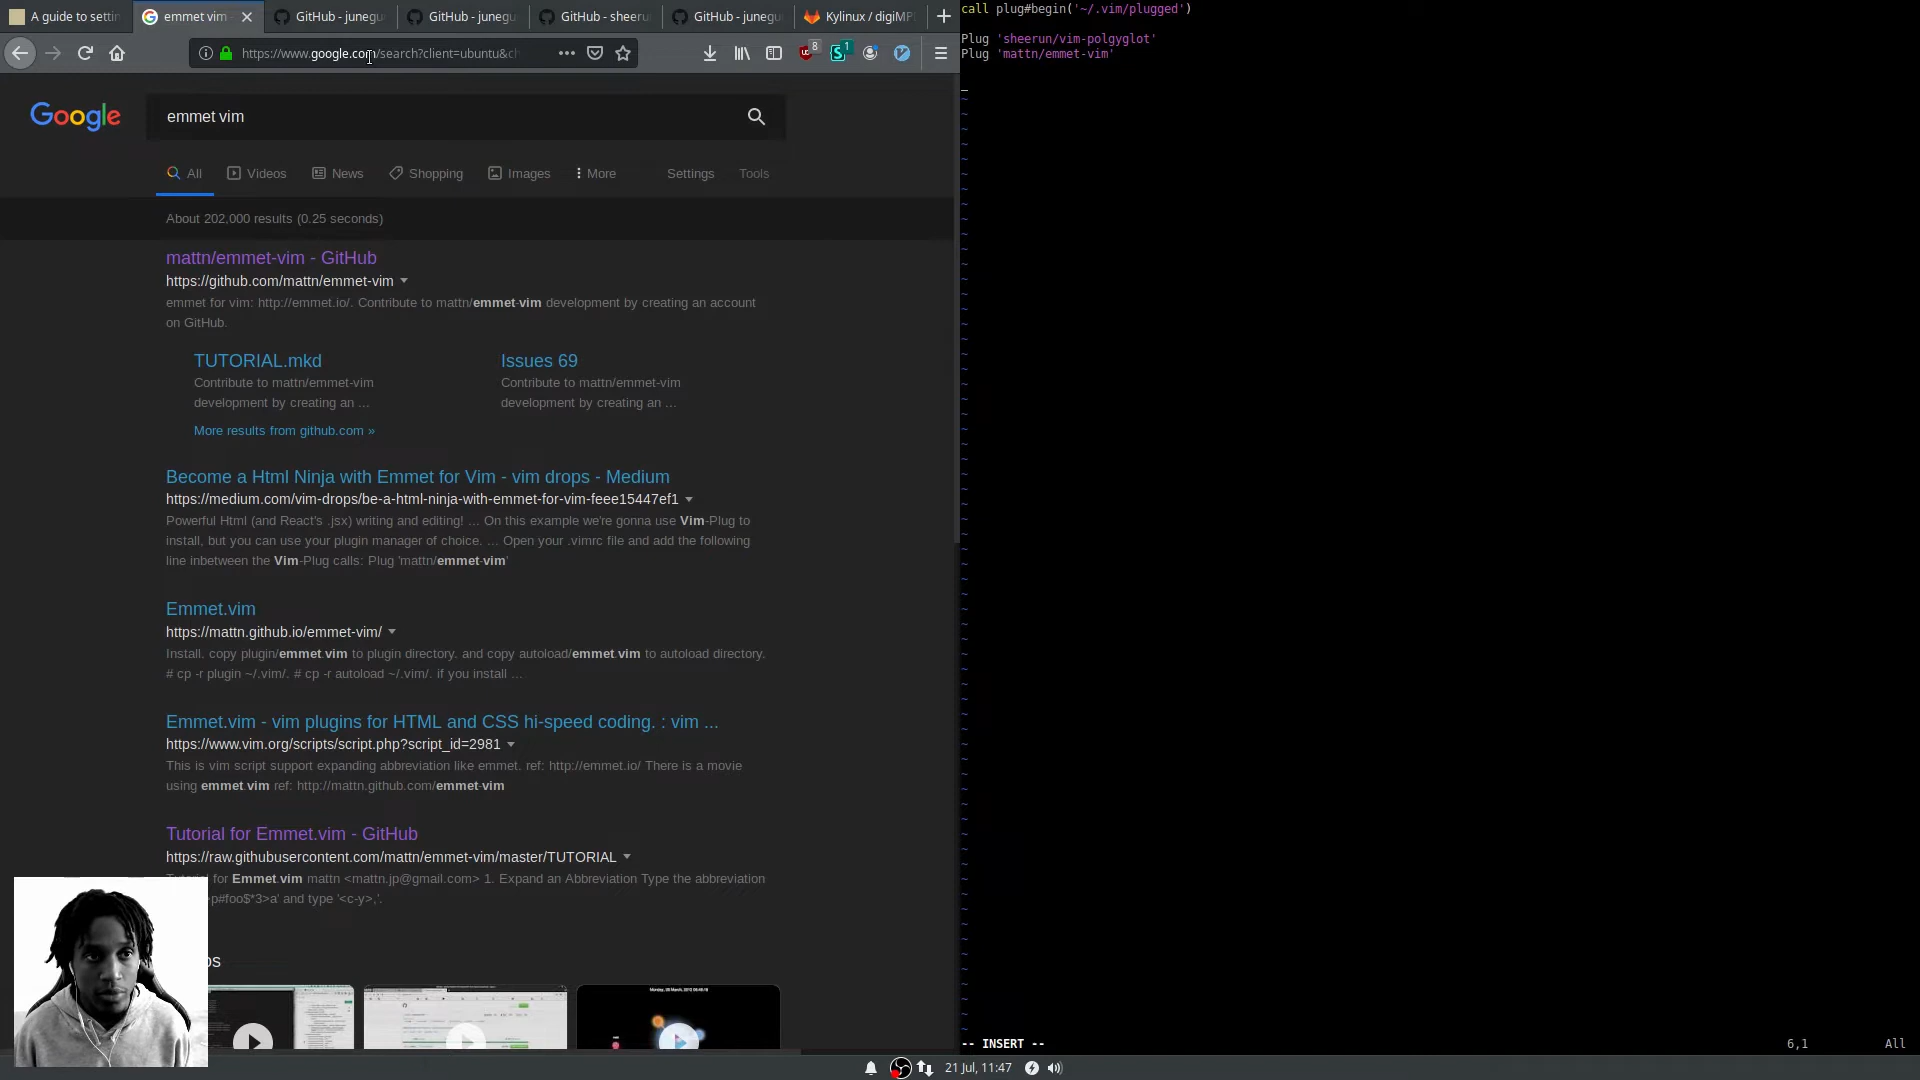 A guide to settin
emmet vim -
GitHub - junegu
GitHub - junegu
GitHub - sheeru
GitHub - junegu
Kylinux / digiMP
https://www.google.com/search?client=ubuntu&ch
8
1
Google
emmet vim
All
Videos
News
Shopping
Images
More
Settings
Tools
About 202,000 results (0.25 seconds)
mattn/emmet-vim - GitHub
https://github.com/mattn/emmet-vim
emmet for vim: http://emmet.io/. Contribute to mattn/emmet-vim development by creating an account
on GitHub.
TUTORIAL.mkd
Contribute to mattn/emmet-vim
development by creating an ...
Issues 69
Contribute to mattn/emmet-vim
development by creating an ...
More results from github.com »
Become a Html Ninja with Emmet for Vim - vim drops - Medium
https://medium.com/vim-drops/be-a-html-ninja-with-emmet-for-vim-feee15447ef1
Powerful Html (and React's .jsx) writing and editing! ... On this example we're gonna use Vim-Plug to
install, but you can use your plugin manager of choice. ... Open your .vimrc file and add the following
line inbetween the Vim-Plug calls: Plug 'mattn/emmet-vim'
Emmet.vim
https://mattn.github.io/emmet-vim/
Install. copy plugin/emmet.vim to plugin directory. and copy autoload/emmet.vim to autoload directory.
# cp -r plugin ~/.vim/. # cp -r autoload ~/.vim/. if you install ...
Emmet.vim - vim plugins for HTML and CSS hi-speed coding. : vim ...
https://www.vim.org/scripts/script.php?script_id=2981
This is vim script support expanding abbreviation like emmet. ref: http://emmet.io/ There is a movie
using emmet.vim ref: http://mattn.github.com/emmet-vim
Tutorial for Emmet.vim - GitHub
https://raw.githubusercontent.com/mattn/emmet-vim/master/TUTORIAL
for Emmet.vim mattn <mattn.jp@gmail.com> 1. Expand an Abbreviation Type the abbreviation
p#foo$*3>a' and type '<c-y>,'.
os
call plug#begin('~/.vim/plugged')
Plug 'sheerun/vim-polgyglot'
Plug 'mattn/emmet-vim'
-- INSERT --
6,1
All
21 Jul, 11:47